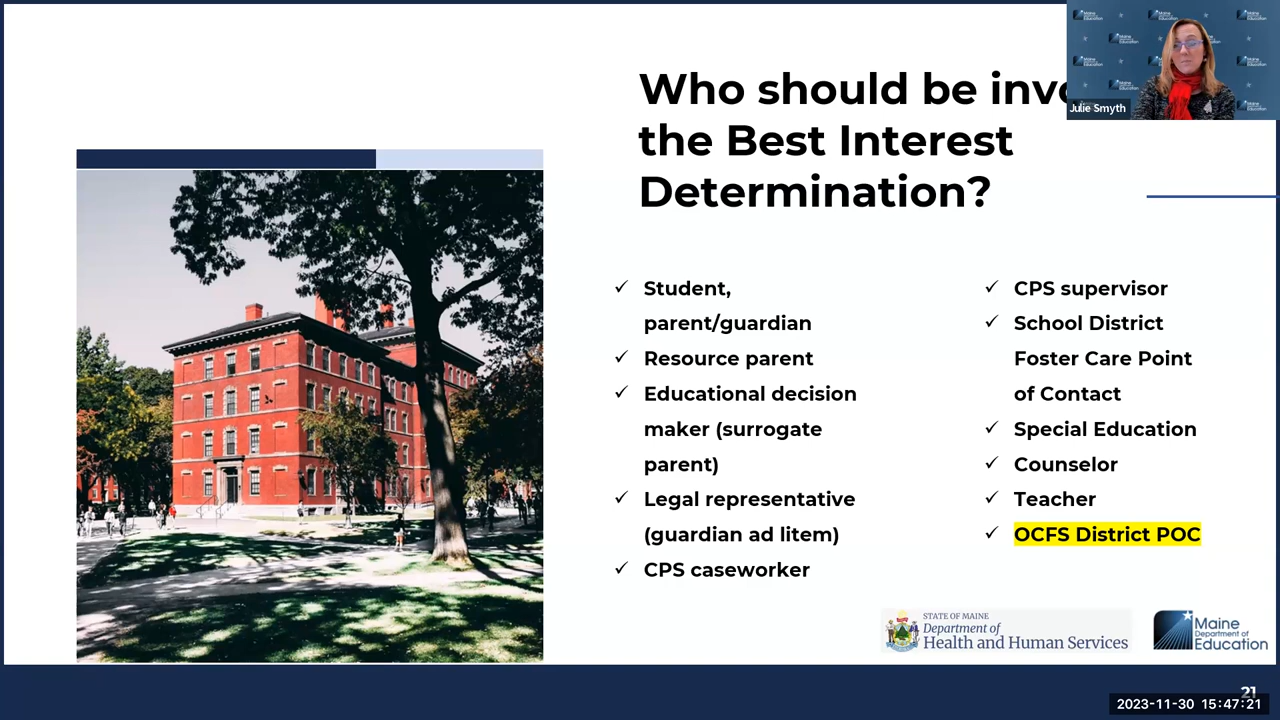 Who should be inv
the Best Interest
Determination?
Julie Smyth
✓ Student,
parent/guardian
✓ Resource parent
✓ Educational decision
maker (surrogate
parent)
✓ Legal representative
(guardian ad litem)
✓ CPS caseworker
✓ CPS supervisor
✓ School District
Foster Care Point
of Contact
✓ Special Education
✓ Counselor
✓ Teacher
✓ OCFS District POC
STATE OF MAINE
Department of
Health and Human Services
Maine
Department of
Education
21
2023-11-30 15:47:21